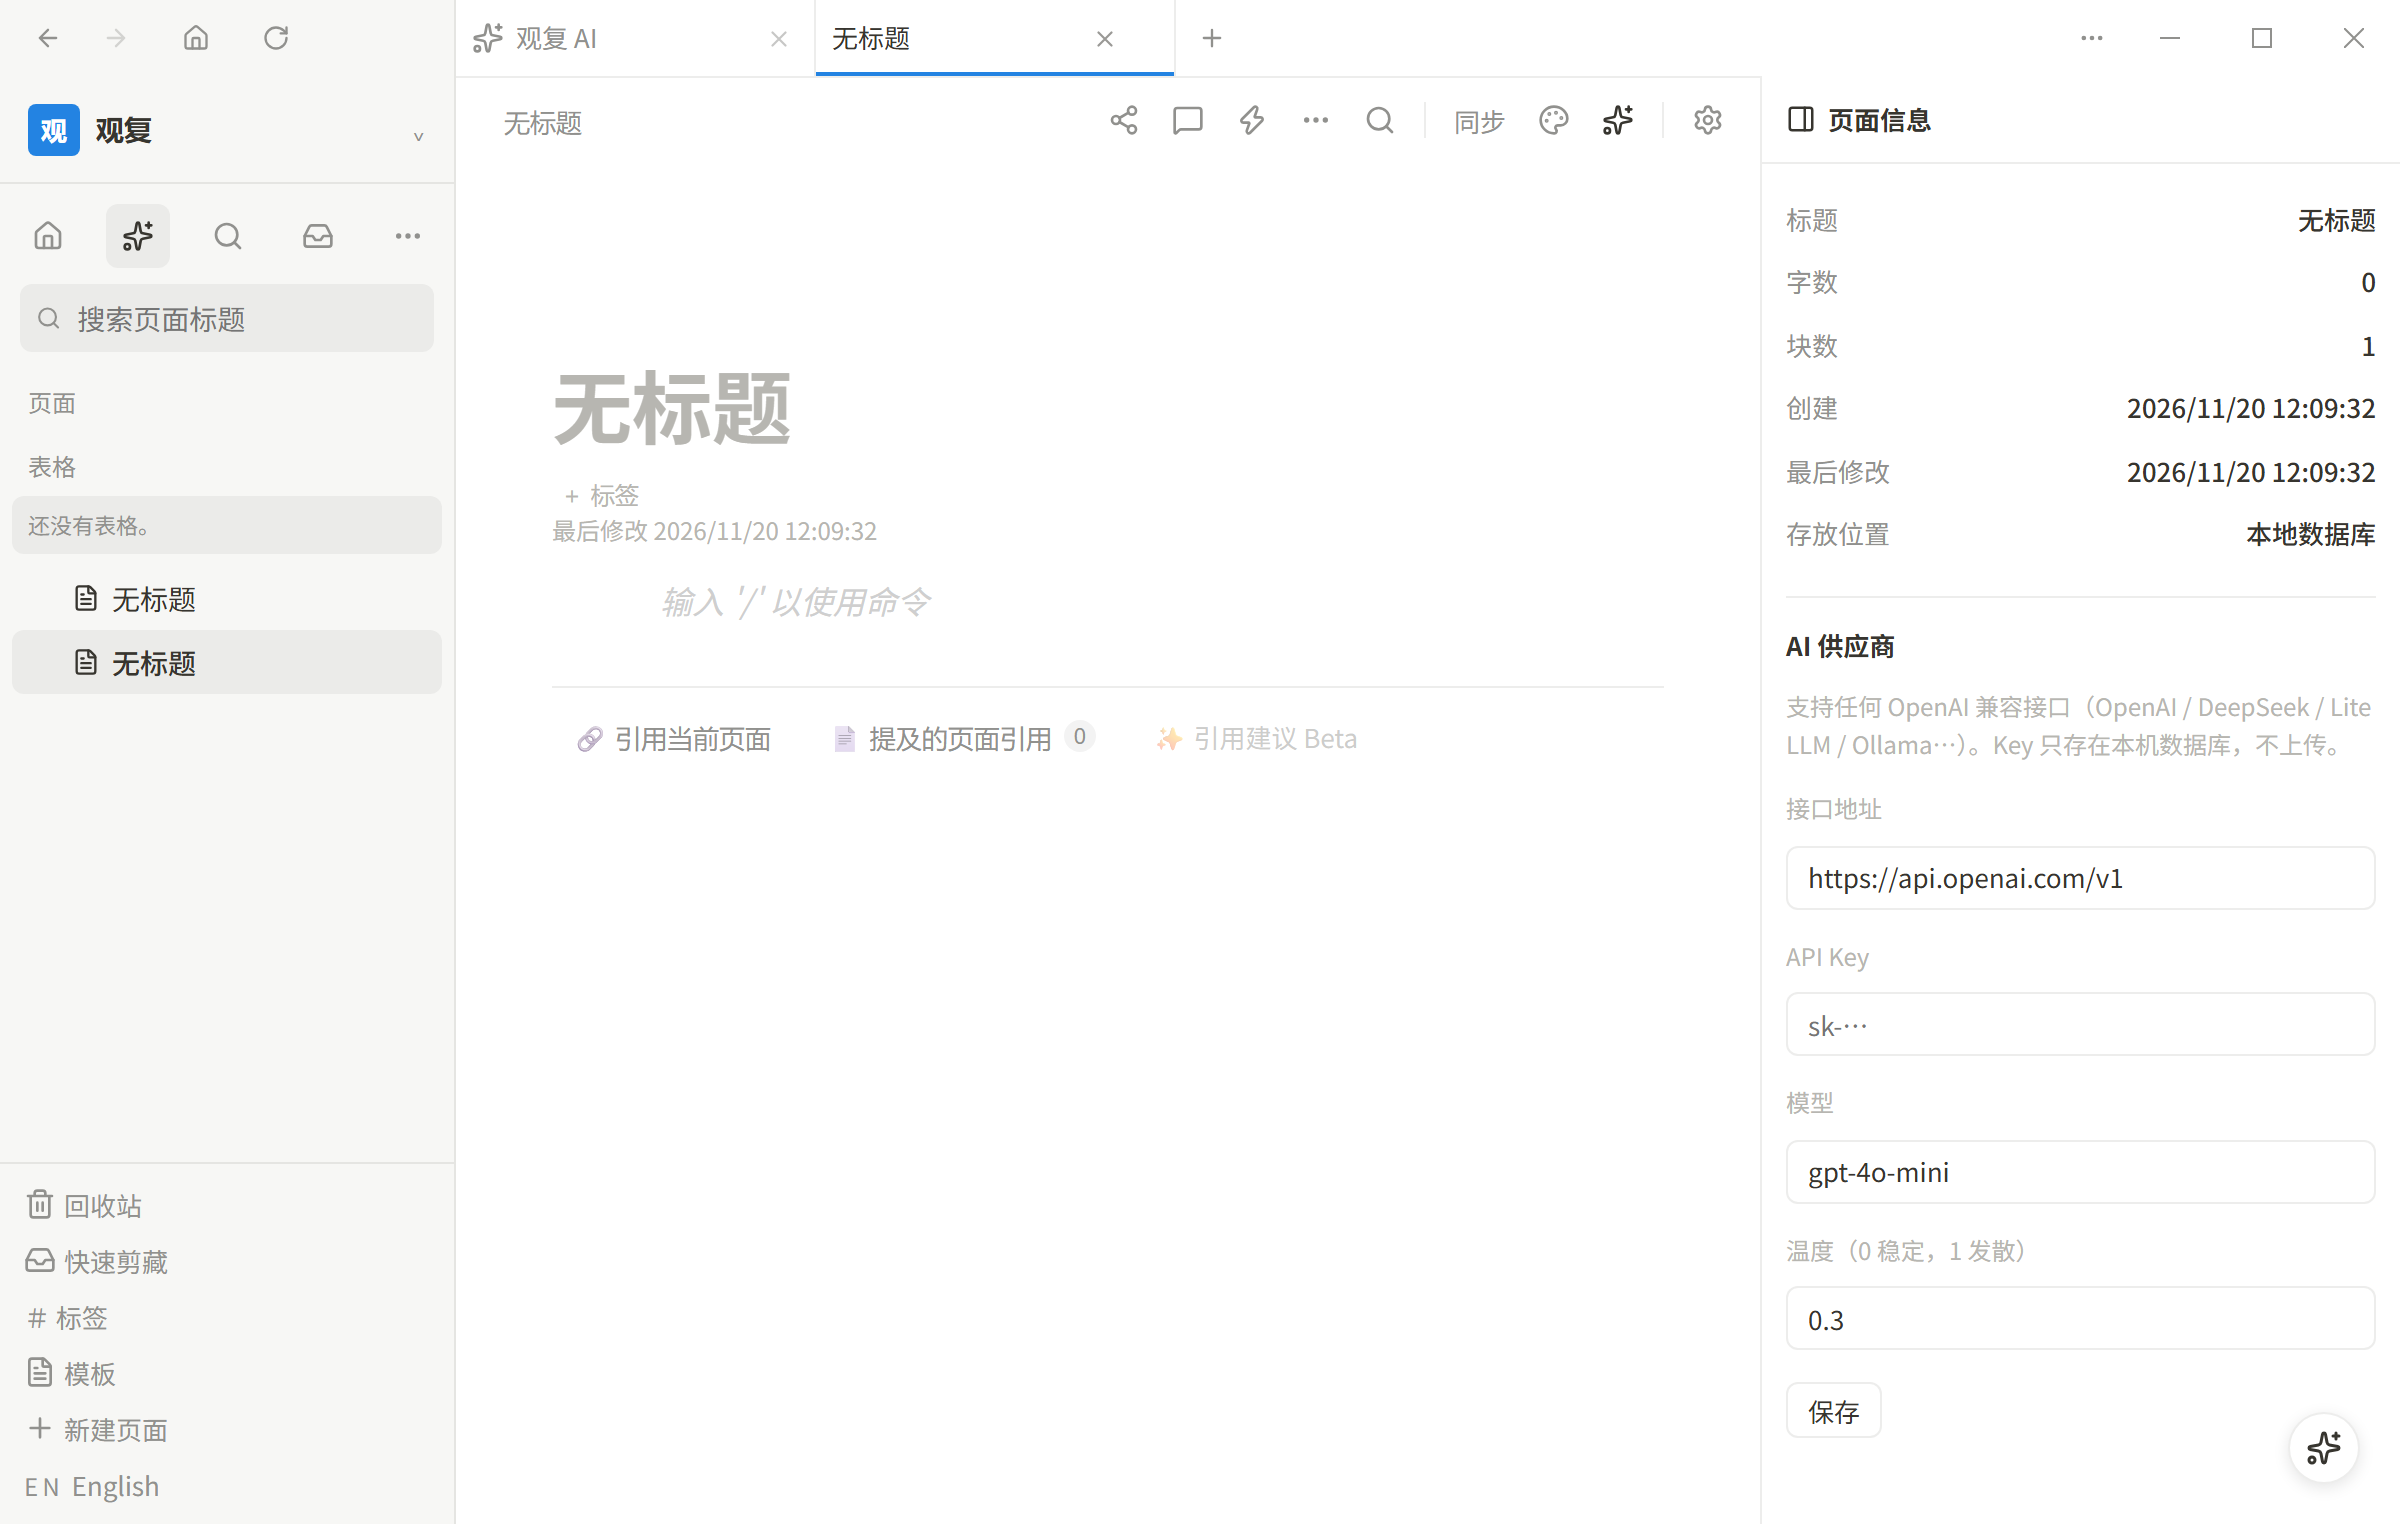 观复 AI
无标题
观 观复
搜索页面标题
页面
表格
还没有表格。
无标题
无标题
回收站
快速剪藏
# 标签
模板
新建页面
EN English
无标题
同步
无标题
+ 标签
最后修改 2026/11/20 12:09:32
输入 '/' 以使用命令
引用当前页面
提及的页面引用 0
引用建议 Beta
页面信息
标题 无标题
字数 0
块数 1
创建 2026/11/20 12:09:32
最后修改 2026/11/20 12:09:32
存放位置 本地数据库
AI 供应商
支持任何 OpenAI 兼容接口（OpenAI / DeepSeek / Lite
LLM / Ollama…）。Key 只存在本机数据库，不上传。
接口地址
https://api.openai.com/v1
API Key
sk-…
模型
gpt-4o-mini
温度（0 稳定，1 发散）
0.3
保存